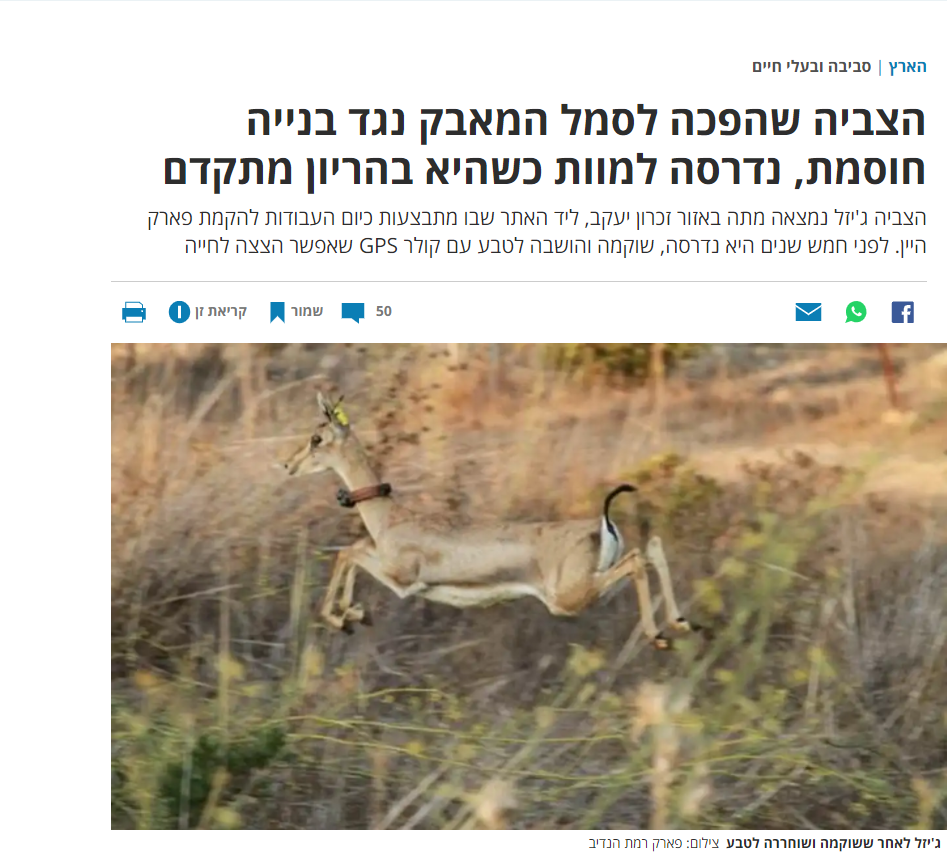 הארץ | סביבה ובעלי חיים
הצביה שהפכה לסמל המאבק נגד בנייה
חוסמת, נדרסה למוות כשהיא בהריון מתקדם
הצביה ג'יזל נמצאה מתה באזור זכרון יעקב, ליד האתר שבו מתבצעות כיום העבודות להקמת פארק
היין. לפני חמש שנים היא נדרסה, שוקמה והושבה לטבע עם קולר GPS שאפשר הצצה לחייה
50 שמור קריאת זן
ג'יזל לאחר ששוקמה ושוחררה לטבע צילום: פארק רמת הנדיב